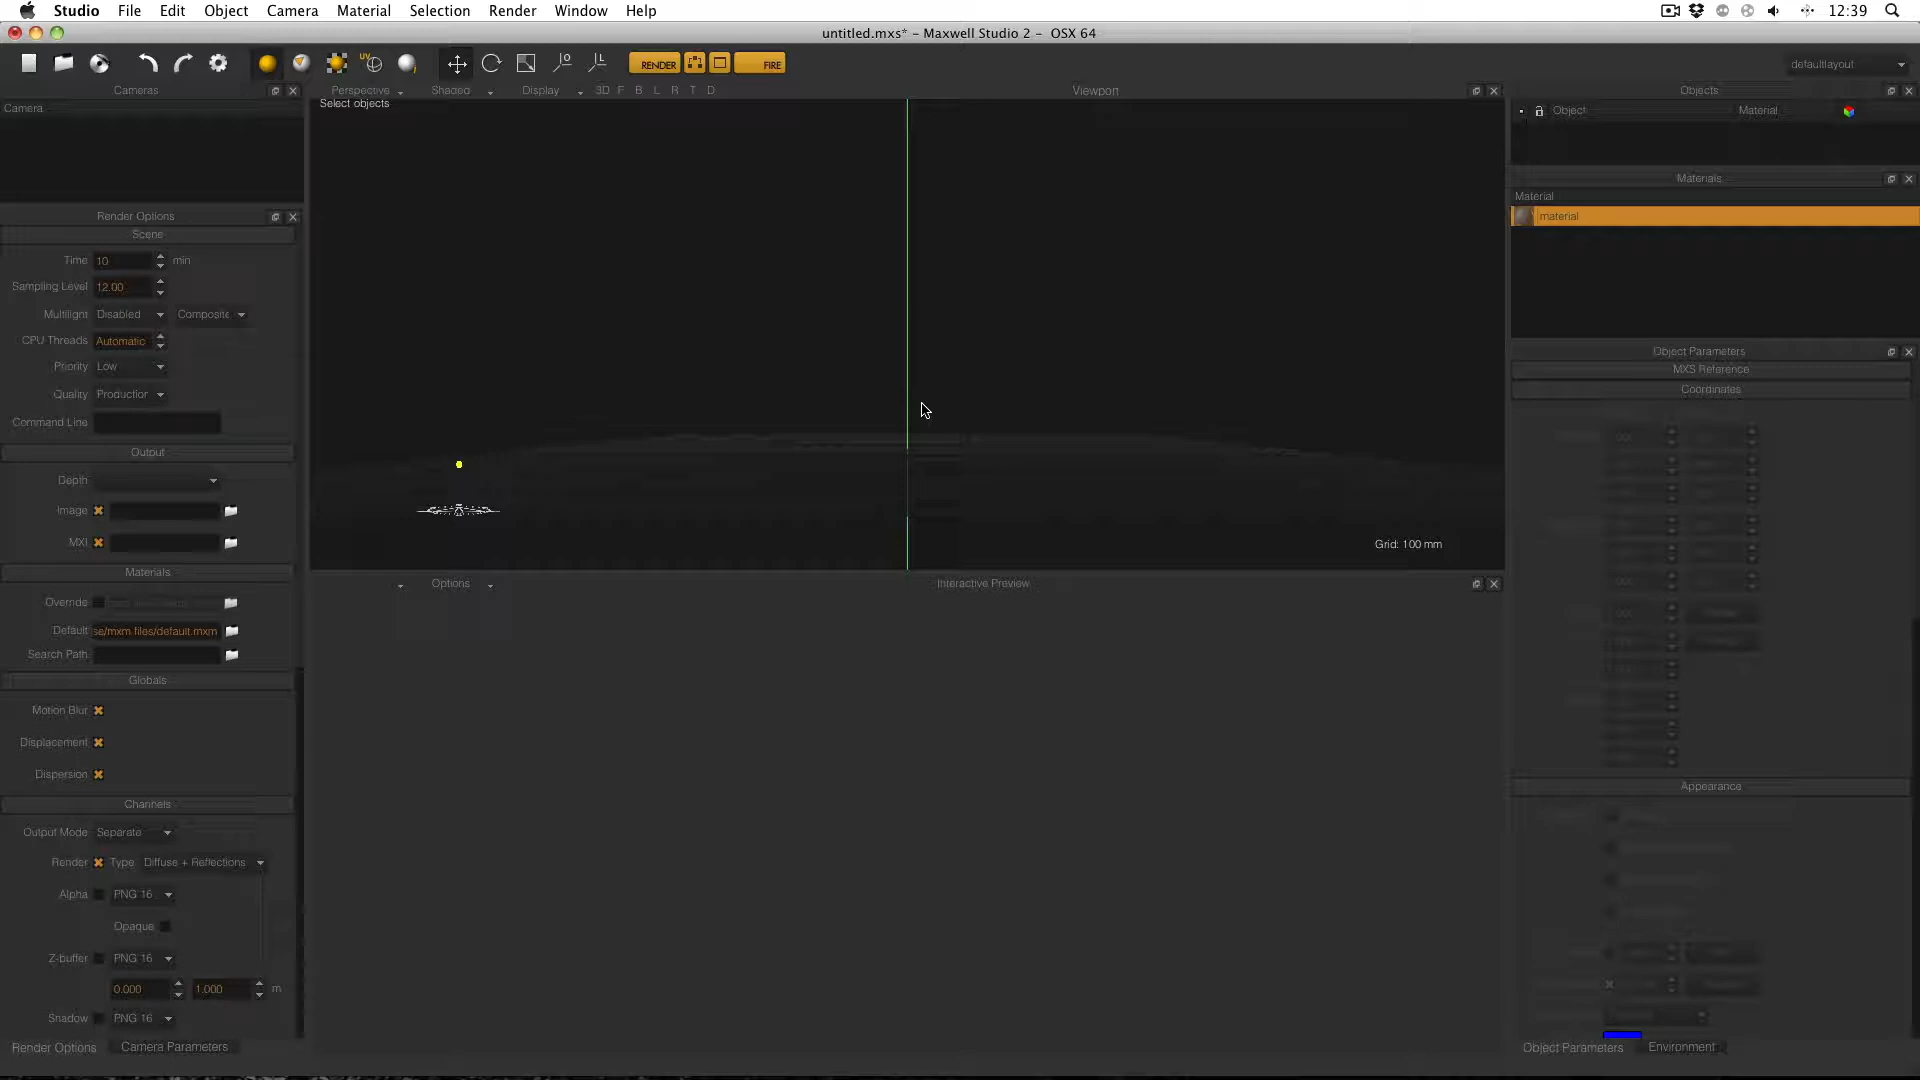 Studio File Edit Object Camera Material Selection Render Window Help 12:39
untitled.mxs* - Maxwell Studio 2 - OSX 64
UV RENDER FIRE defaultlayout
Cameras Perspective Shaded Display 3D F B L R T D Viewport Objects
Camera Select objects Object Material
Materials
Material
material
Render Options
Scene
Time 10 min
Sampling Level 12.00
Multilight Disabled Composite
CPU Threads Automatic
Priority Low
Quality Production
Command Line
Object Parameters
MXS Reference
Coordinates
Output
Depth
Image
MXI
Grid: 100 mm
Materials
Options Interactive Preview
Override
Default se/mxm files/default.mxm
Search Path
Globals
Motion Blur
Displacement
Dispersion
Appearance
Channels
Output Mode Separate
Render Type Diffuse + Reflections
Alpha PNG 16
Opaque
Z-buffer PNG 16
0.000 1.000 m
Shadow PNG 16
Render Options Camera Parameters Object Parameters Environment